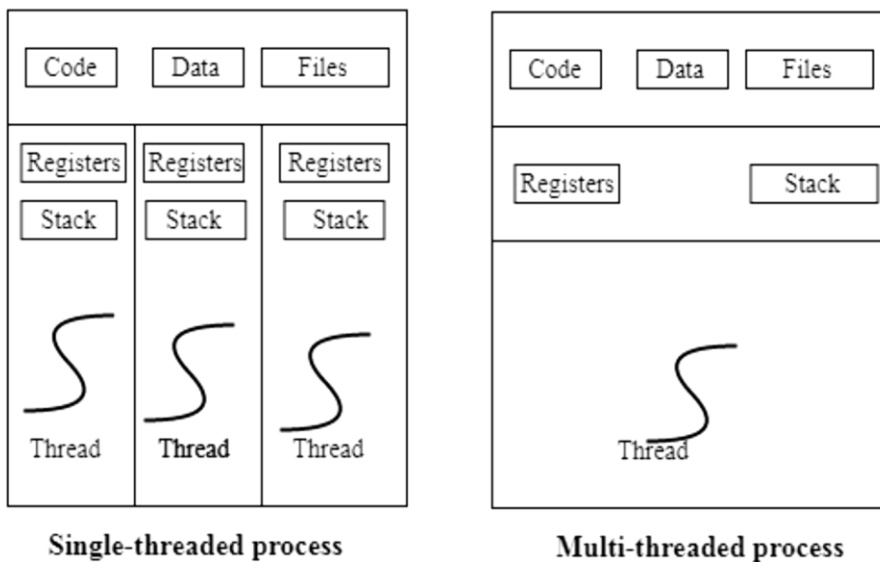 Code Data Files
Registers Registers Registers
Stack Stack Stack
Thread Thread Thread
Single-threaded process
Code Data Files
Registers Stack
Thread
Multi-threaded process